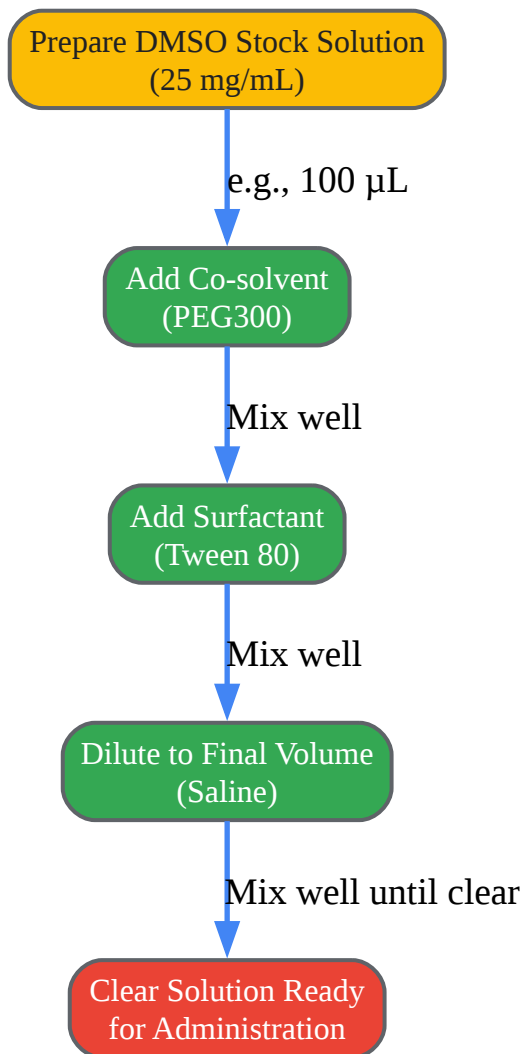 Prepare DMSO Stock Solution
(25 mg/mL)
e.g., 100 µL
Add Co-solvent
(PEG300)
Mix well
Add Surfactant
(Tween 80)
Mix well
Dilute to Final Volume
(Saline)
Mix well until clear
Clear Solution Ready
for Administration